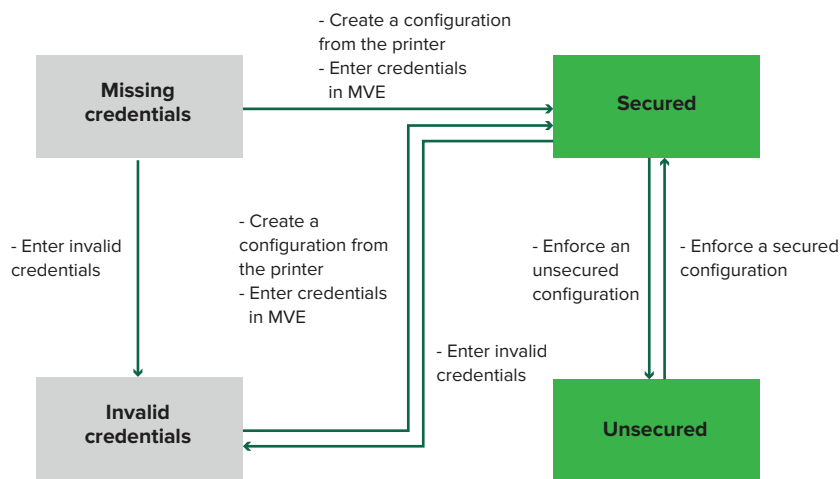 - Create a configuration
from the printer
- Enter credentials
in MVE
Missing
credentials
Secured
- Enter invalid
credentials
- Create a
configuration from
the printer
- Enter credentials
in MVE
- Enforce an
unsecured
configuration
- Enforce a secured
configuration
- Enter invalid
credentials
Invalid
credentials
Unsecured